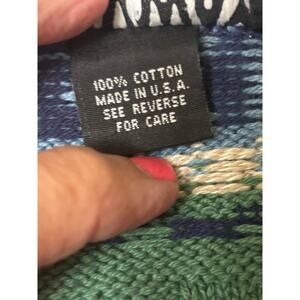 100% COTTON
MADE IN U.S.A.
SEE REVERSE
FOR CARE